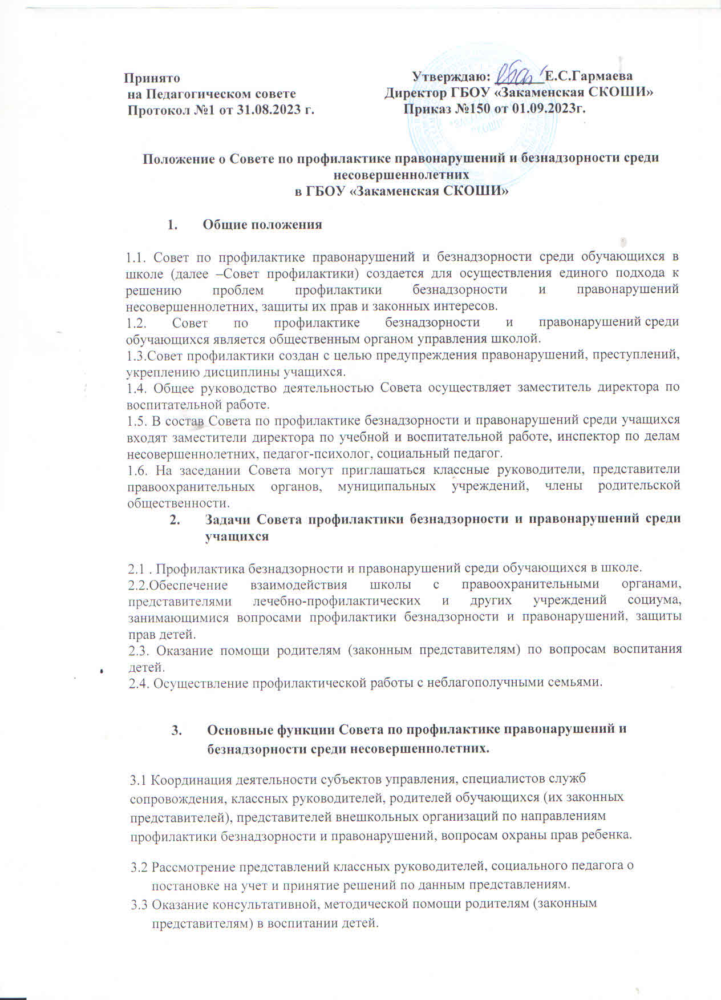 Принято Утверждаю: Е.С.Гармаева
на Педагогическом совете Директор ГБОУ «Закаменская СКОШИ»
Протокол №1 от 31.08.2023 г. Приказ №150 от 01.09.2023г.
Положение о Совете по профилактике правонарушений и безнадзорности среди
несовершеннолетних
в ГБОУ «Закаменская СКОШИ»
1. Общие положения
1.1. Совет по профилактике правонарушений и безнадзорности среди обучающихся в
школе (далее –Совет профилактики) создается для осуществления единого подхода к
решению проблем профилактики безнадзорности и правонарушений
несовершеннолетних, защиты их прав и законных интересов.
1.2. Совет по профилактике безнадзорности и правонарушений среди
обучающихся является общественным органом управления школой.
1.3.Совет профилактики создан с целью предупреждения правонарушений, преступлений,
укреплению дисциплины учащихся.
1.4. Общее руководство деятельностью Совета осуществляет заместитель директора по
воспитательной работе.
1.5. В состав Совета по профилактике безнадзорности и правонарушений среди учащихся
входят заместители директора по учебной и воспитательной работе, инспектор по делам
несовершеннолетних, педагог-психолог, социальный педагог.
1.6. На заседании Совета могут приглашаться классные руководители, представители
правоохранительных органов, муниципальных учреждений, члены родительской
общественности.
2. Задачи Совета профилактики безнадзорности и правонарушений среди
учащихся
2.1 . Профилактика безнадзорности и правонарушений среди обучающихся в школе.
2.2.Обеспечение взаимодействия школы с правоохранительными органами,
представителями лечебно-профилактических и других учреждений социума,
занимающимися вопросами профилактики безнадзорности и правонарушений, защиты
прав детей.
2.3. Оказание помощи родителям (законным представителям) по вопросам воспитания
детей.
2.4. Осуществление профилактической работы с неблагополучными семьями.
3. Основные функции Совета по профилактике правонарушений и
безнадзорности среди несовершеннолетних.
3.1 Координация деятельности субъектов управления, специалистов служб
сопровождения, классных руководителей, родителей обучающихся (их законных
представителей), представителей внешкольных организаций по направлениям
профилактики безнадзорности и правонарушений, вопросам охраны прав ребенка.
3.2 Рассмотрение представлений классных руководителей, социального педагога о
постановке на учет и принятие решений по данным представлениям.
3.3 Оказание консультативной, методической помощи родителям (законным
представителям) в воспитании детей.